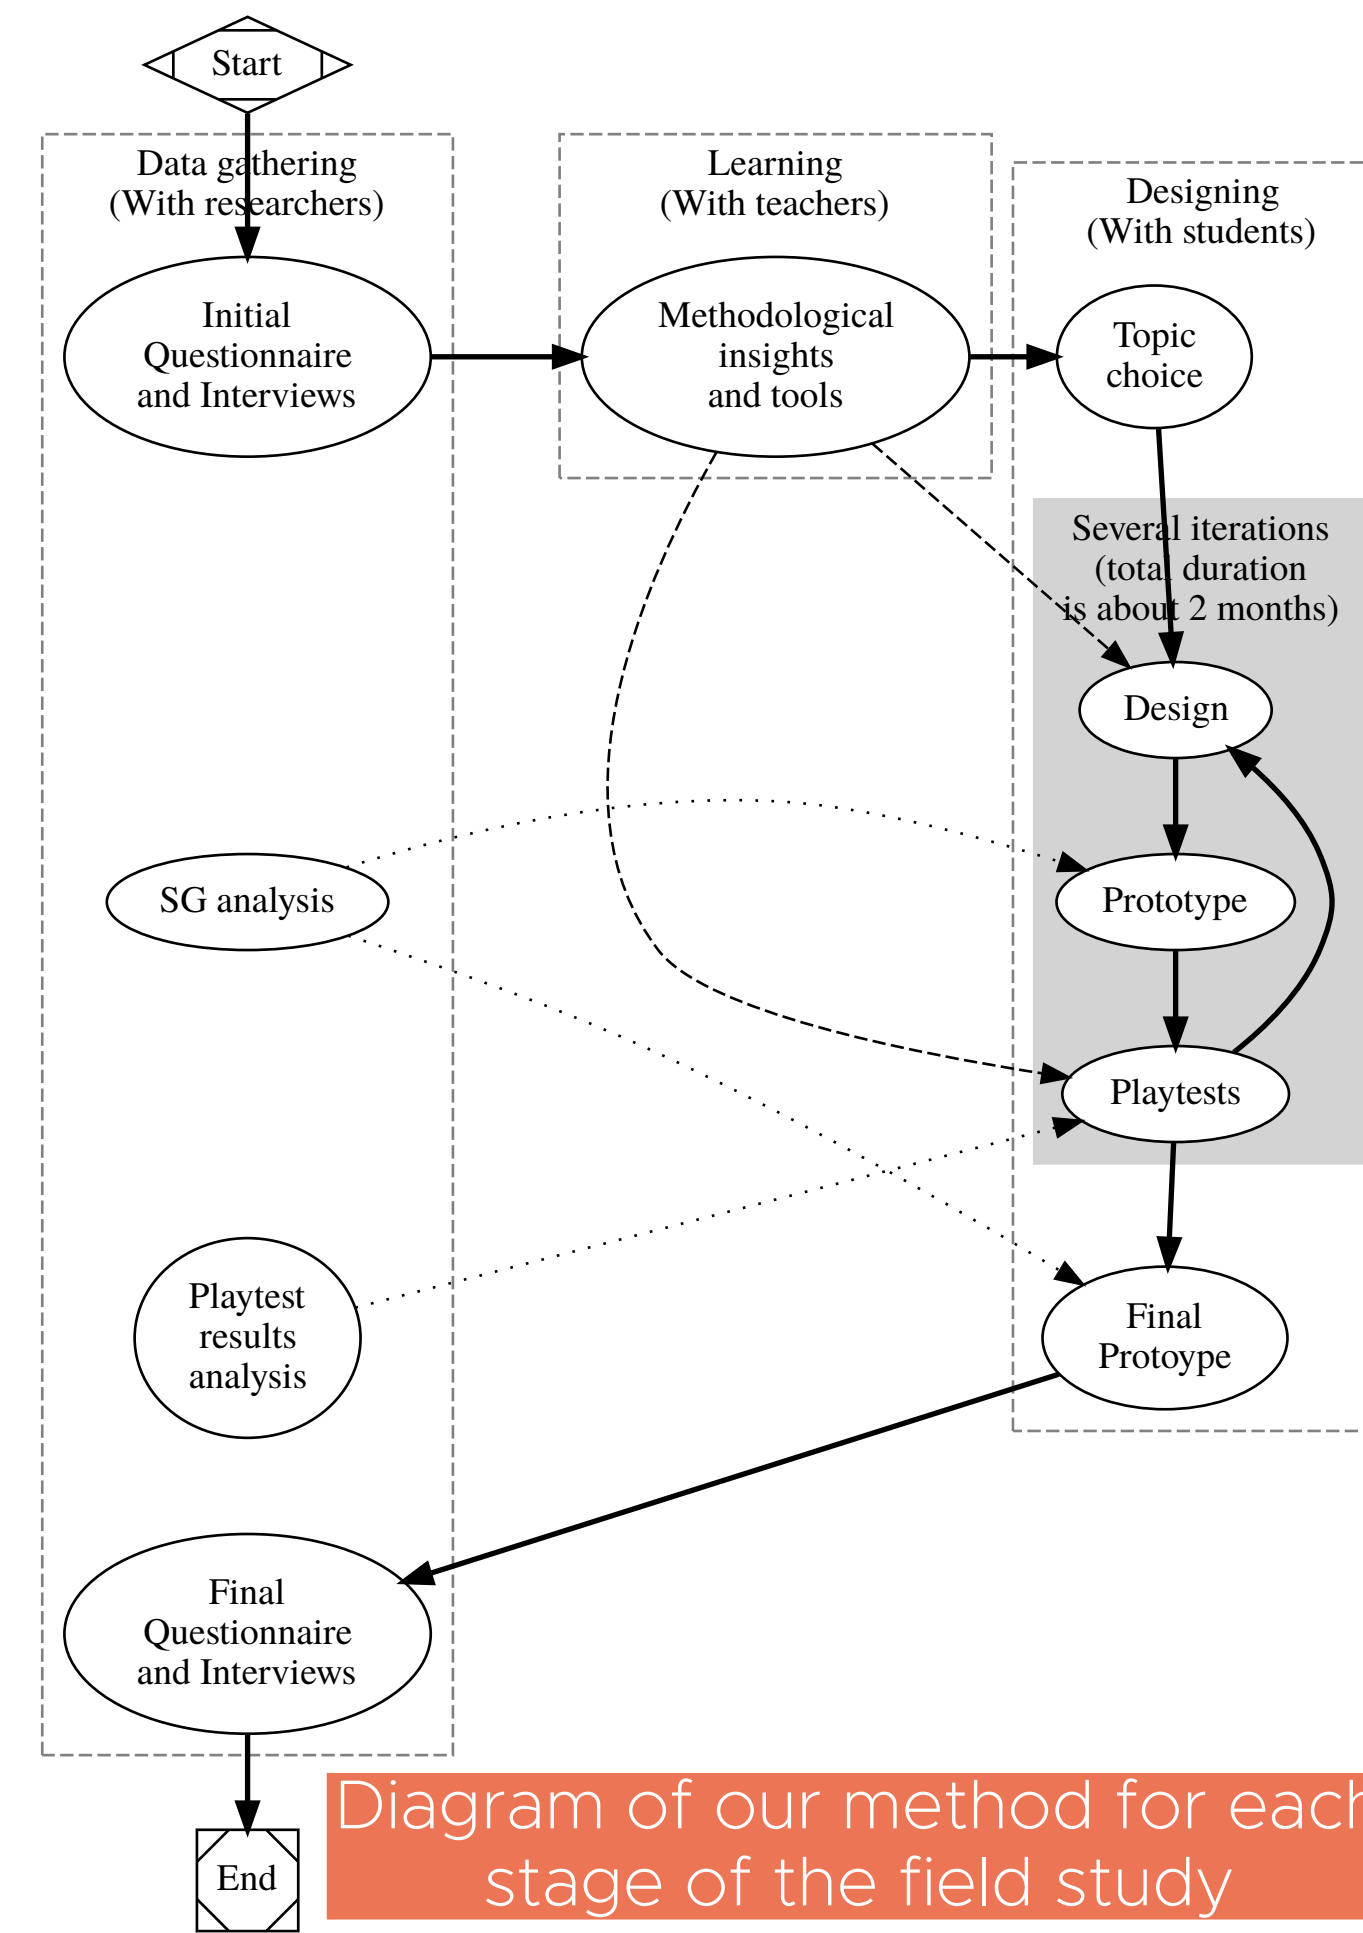 Start
Data gathering
(With researchers)
Learning
(With teachers)
Designing
(With students)
Initial
Questionnaire
and Interviews
Methodological
insights
and tools
Topic
choice
Several iterations
(total duration
is about 2 months)
Design
SG analysis
Prototype
Playtests
Playtest
results
analysis
Final
Protoype
Final
Questionnaire
and Interviews
End
Diagram of our method for each
stage of the field study